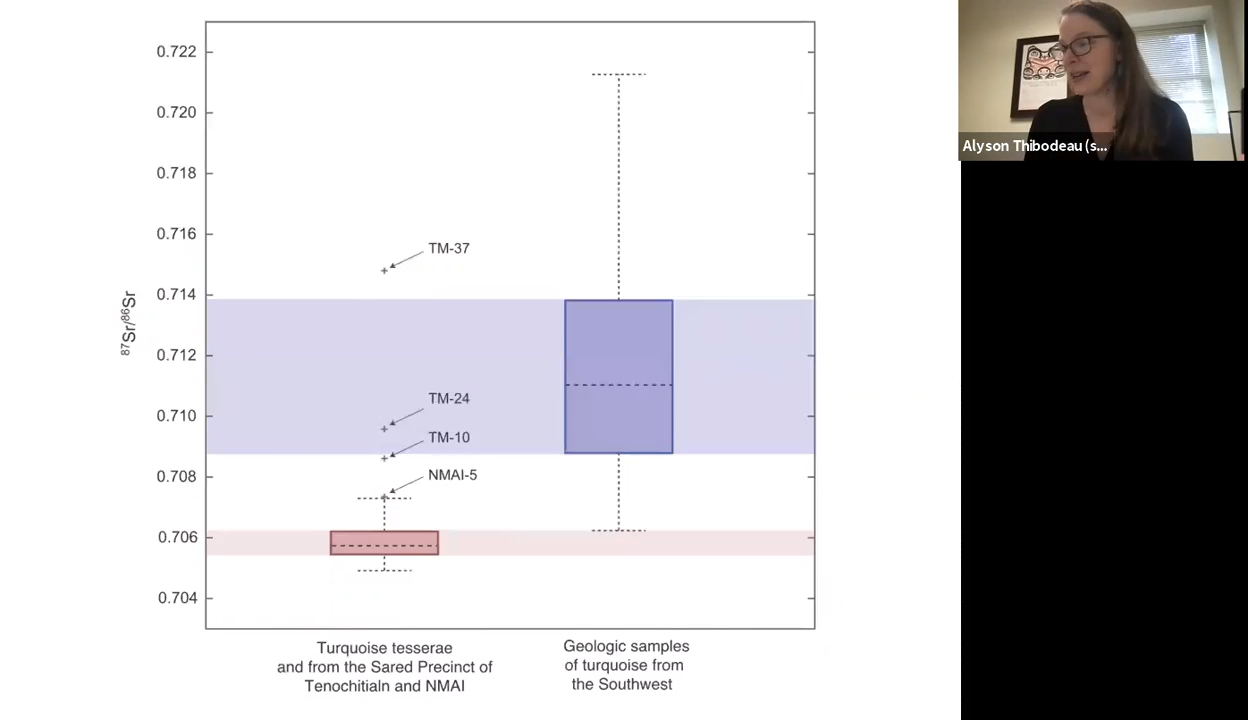 0.722
0.720
0.718
0.716
0.714
0.712
0.710
0.708
0.706
0.704
⁸⁷Sr/⁸⁶Sr
TM-37
TM-24
TM-10
NMAI-5
Turquoise tesserae
and from the Sared Precinct of
Tenochitialn and NMAI
Geologic samples
of turquoise from
the Southwest
Alyson Thibodeau (s...